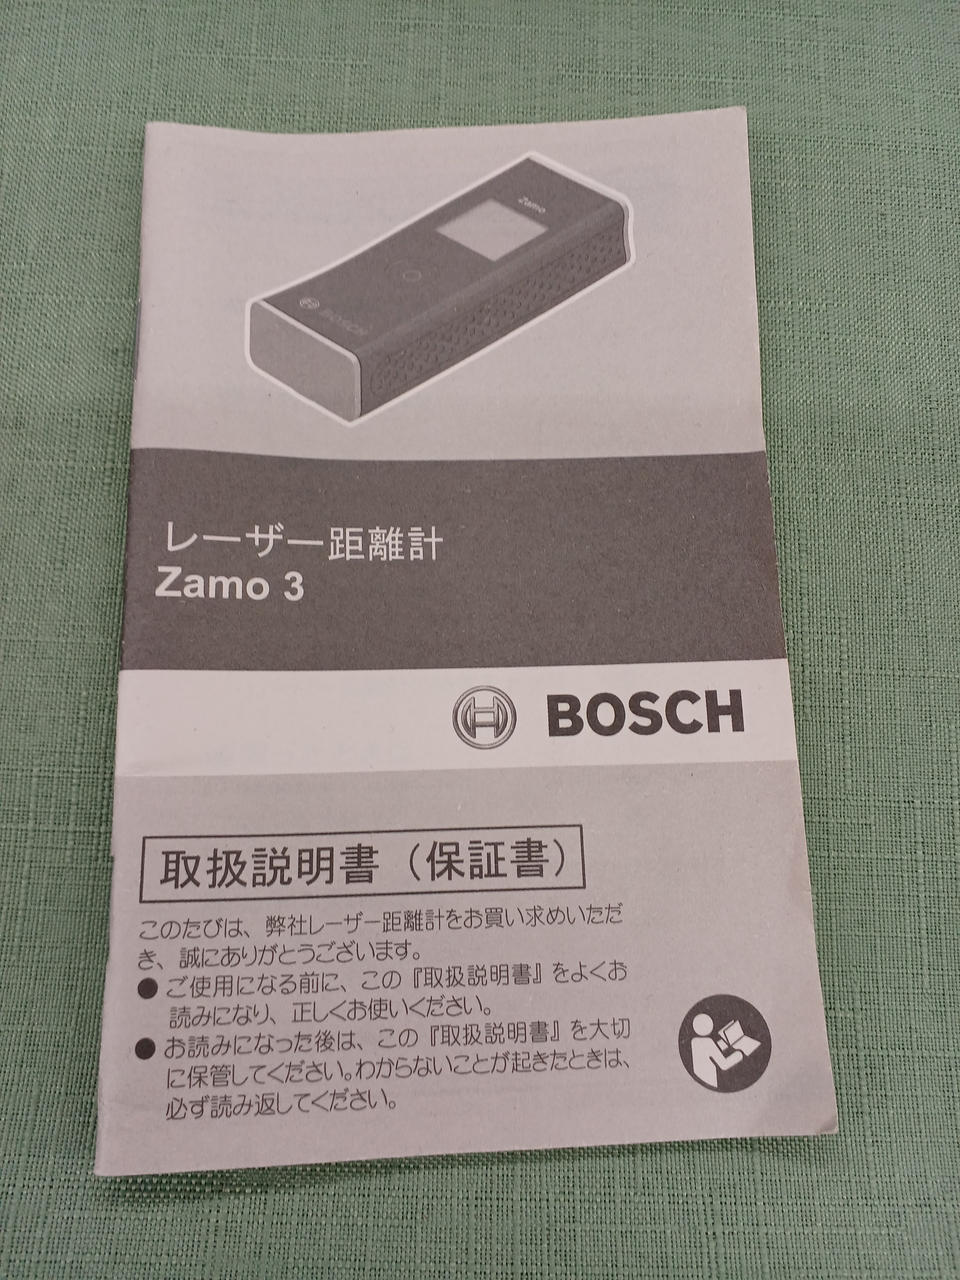 Zamo
BOSCH
レーザー距離計
Zamo 3
BOSCH
取扱説明書（保証書）
このたびは、弊社レーザー距離計をお買い求めいただ
き、誠にありがとうございます。
● ご使用になる前に、この『取扱説明書』をよくお
読みになり、正しくお使いください。
● お読みになった後は、この『取扱説明書』を大切
に保管してください。わからないことが起きたときは、
必ず読み返してください。